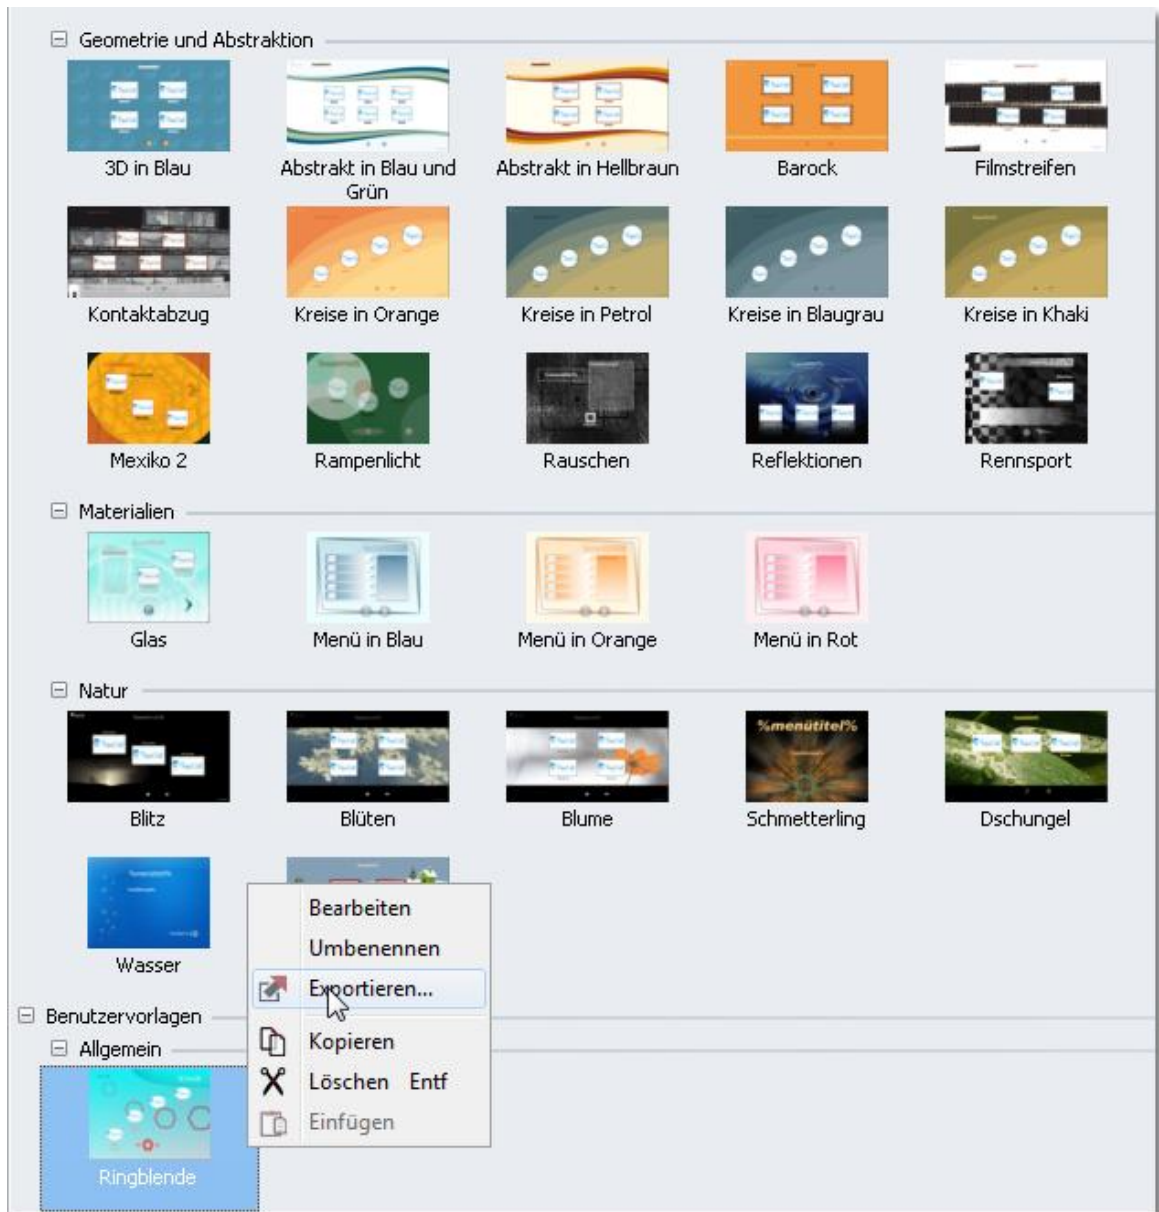 Geometrie und Abstraktion
3D in Blau
Abstrakt in Blau und
Grün
Abstrakt in Hellbraun
Barock
Filmstreifen
Kontaktabzug
Kreise in Orange
Kreise in Petrol
Kreise in Blaugrau
Kreise in Khaki
Mexiko 2
Rampenlicht
Rauschen
Reflektionen
Rennsport
Materialien
Glas
Menü in Blau
Menü in Orange
Menü in Rot
Natur
%menütitel%
Blitz
Blüten
Blume
Schmetterling
Dschungel
Wasser
Bearbeiten
Umbenennen
Exportieren...
Kopieren
Löschen Entf
Einfügen
Benutzervorlagen
Allgemein
Ringblende